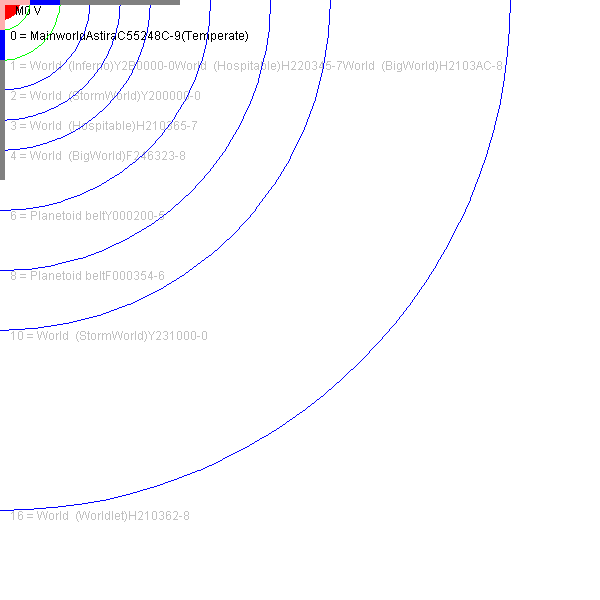 M0 V
0 = MainworldAstiraC55248C-9(Temperate)
1 = World  (Inferno)Y2B0000-0World  (Hospitable)H220345-7World  (BigWorld)H2103AC-8
2 = World  (StormWorld)Y200000-0
3 = World  (Hospitable)H210365-7
4 = World  (BigWorld)F246323-8
6 = Planetoid beltY000200-5
8 = Planetoid beltF000354-6
10 = World  (StormWorld)Y231000-0
16 = World  (Worldlet)H210362-8